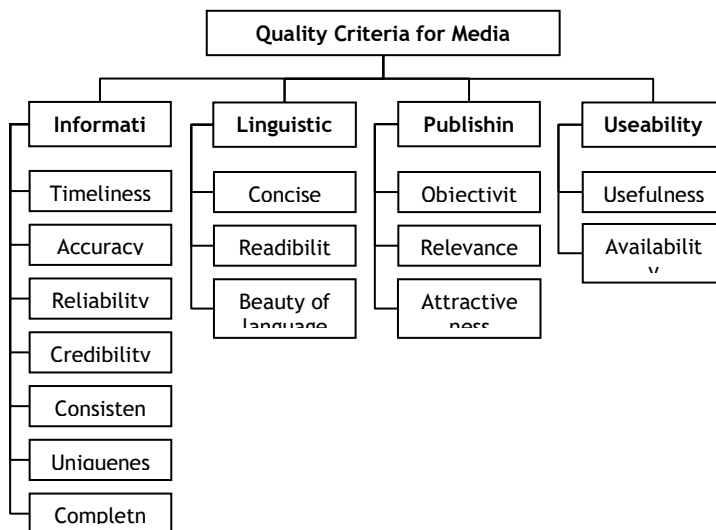 Quality Criteria for Media
Informati
Linguistic
Publishin
Useability
Timeliness
Accuracy
Reliability
Credibility
Consisten
Uniquenes
Completn
Concise
Readibilit
Beauty of
language
Objectivit
Relevance
Attractive
ness
Usefulness
Availabilit
y